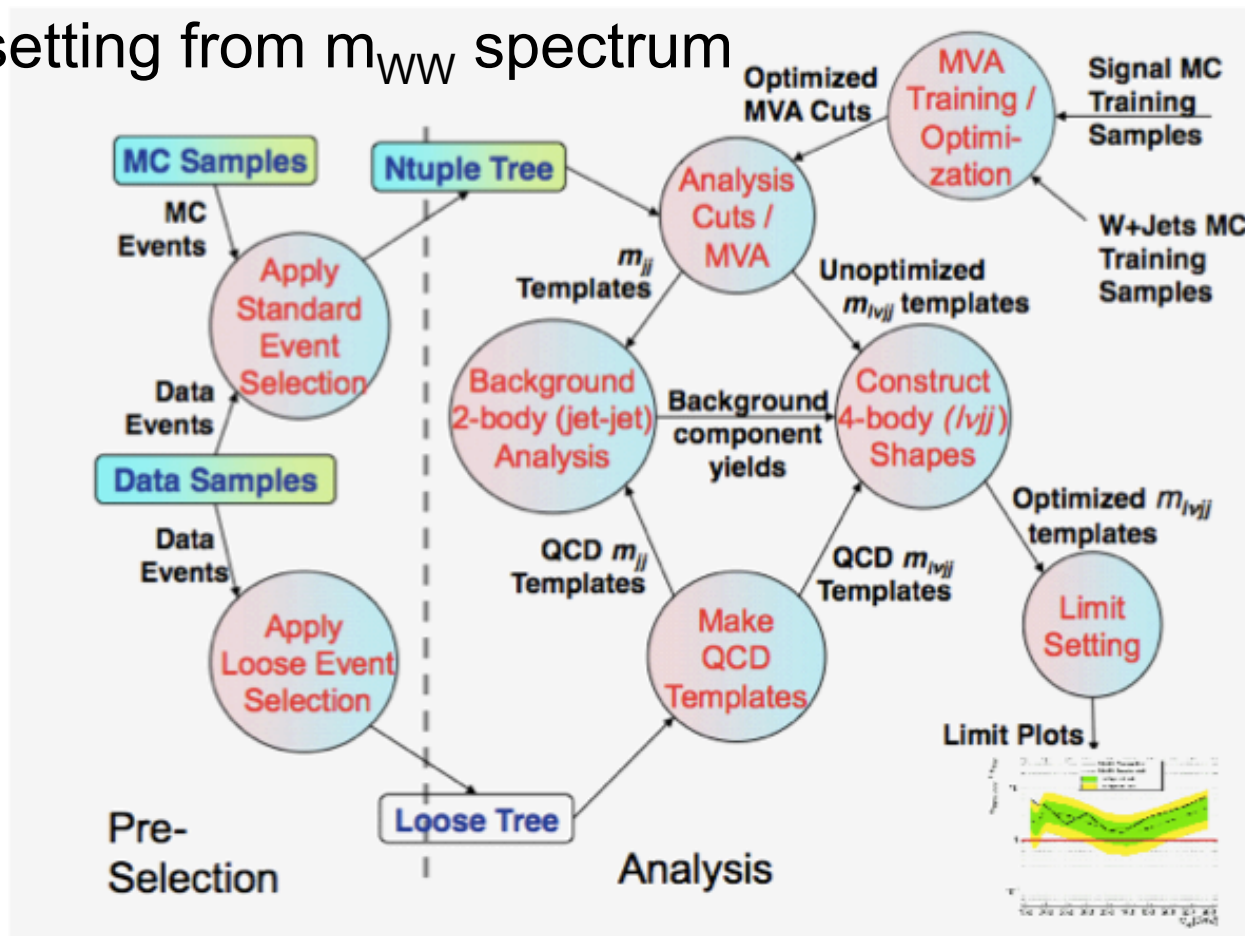 setting from mWW spectrum
MC Samples
Ntuple Tree
Optimized
MVA Cuts
MVA
Training /
Optimi-
zation
Signal MC
Training
Samples
MC
Events
Apply
Standard
Event
Selection
Analysis
Cuts /
MVA
W+Jets MC
Training
Samples
mjj
Templates
Unoptimized
mlvjj templates
Data
Events
Background
2-body (jet-jet)
Analysis
Background
component
yields
Construct
4-body (lvjj)
Shapes
Data Samples
Data
Events
QCD mjj
Templates
QCD mlvjj
Templates
Optimized mlvjj
templates
Apply
Loose Event
Selection
Make
QCD
Templates
Limit
Setting
Limit Plots
Loose Tree
Pre-
Selection
Analysis